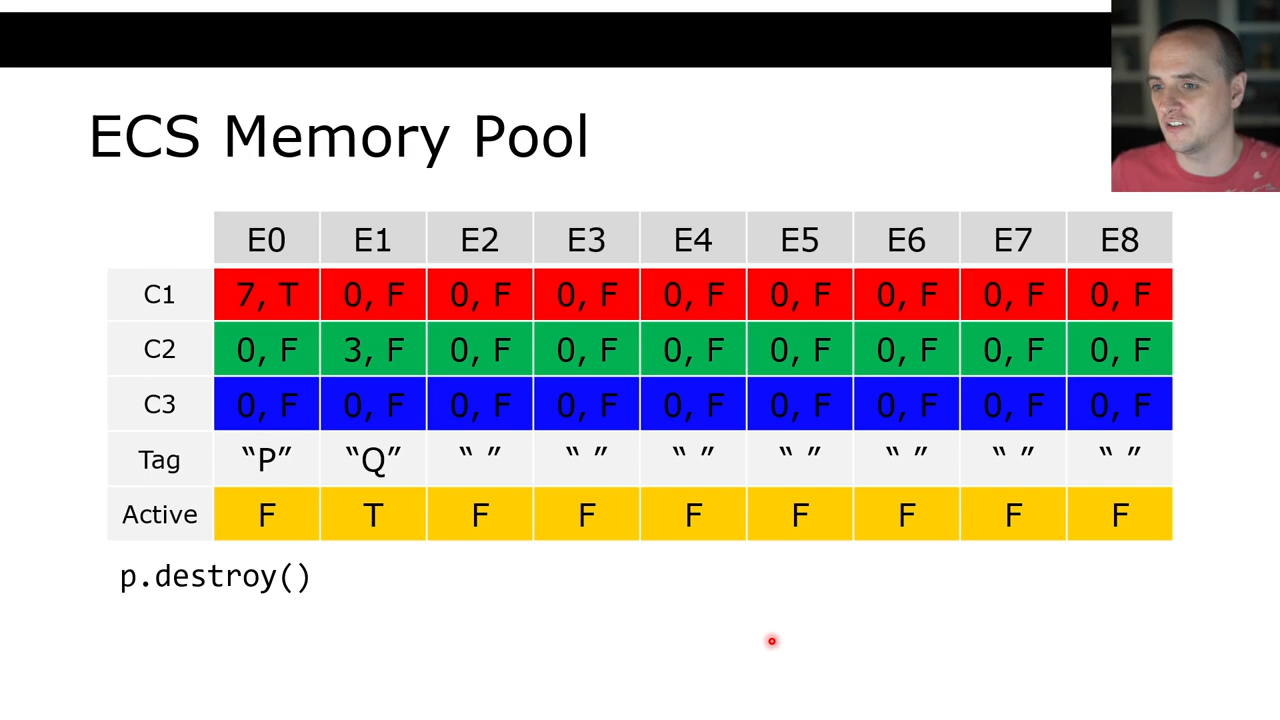 ECS Memory Pool
E0 E1 E2 E3 E4 E5 E6 E7 E8
C1 7, T 0, F 0, F 0, F 0, F 0, F 0, F 0, F 0, F
C2 0, F 3, F 0, F 0, F 0, F 0, F 0, F 0, F 0, F
C3 0, F 0, F 0, F 0, F 0, F 0, F 0, F 0, F 0, F
Tag “P” “Q” “ ” “ ” “ ” “ ” “ ” “ ” “ ”
Active F T F F F F F F F
p.destroy()